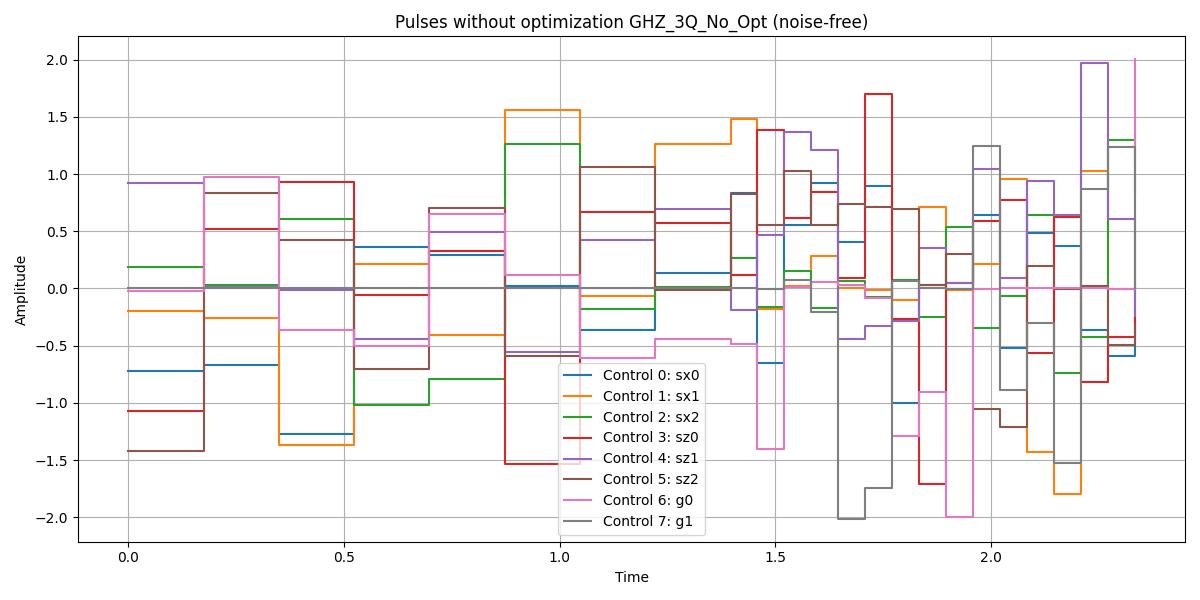 Pulses without optimization GHZ_3Q_No_Opt (noise-free)
Amplitude
2.0
1.5
1.0
0.5
0.0
−0.5
−1.0
−1.5
−2.0
Control 0: sx0
Control 1: sx1
Control 2: sx2
Control 3: sz0
Control 4: sz1
Control 5: sz2
Control 6: g0
Control 7: g1
0.0 0.5 1.0 1.5 2.0
Time